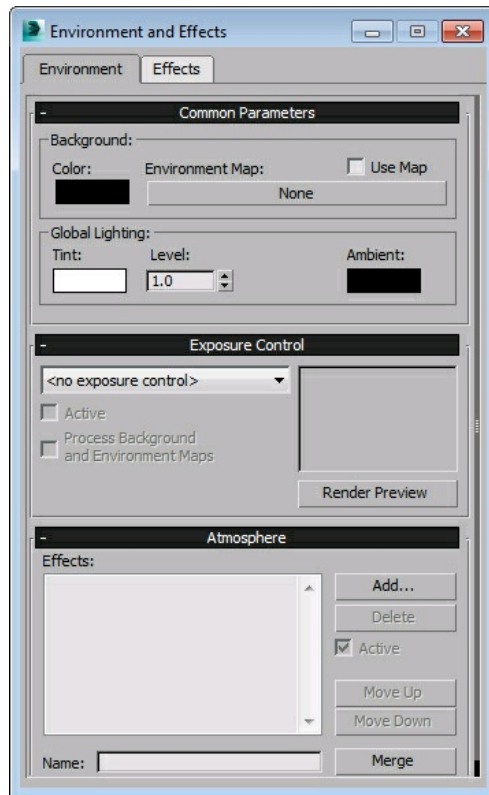 Environment and Effects
Environment Effects
- Common Parameters
Background:
Color: Environment Map: Use Map
None
Global Lighting:
Tint: Level: Ambient:
1.0
- Exposure Control
<no exposure control>
Active
Process Background
and Environment Maps
Render Preview
- Atmosphere
Effects:
Add...
Delete
Active
Move Up
Move Down
Name: Merge